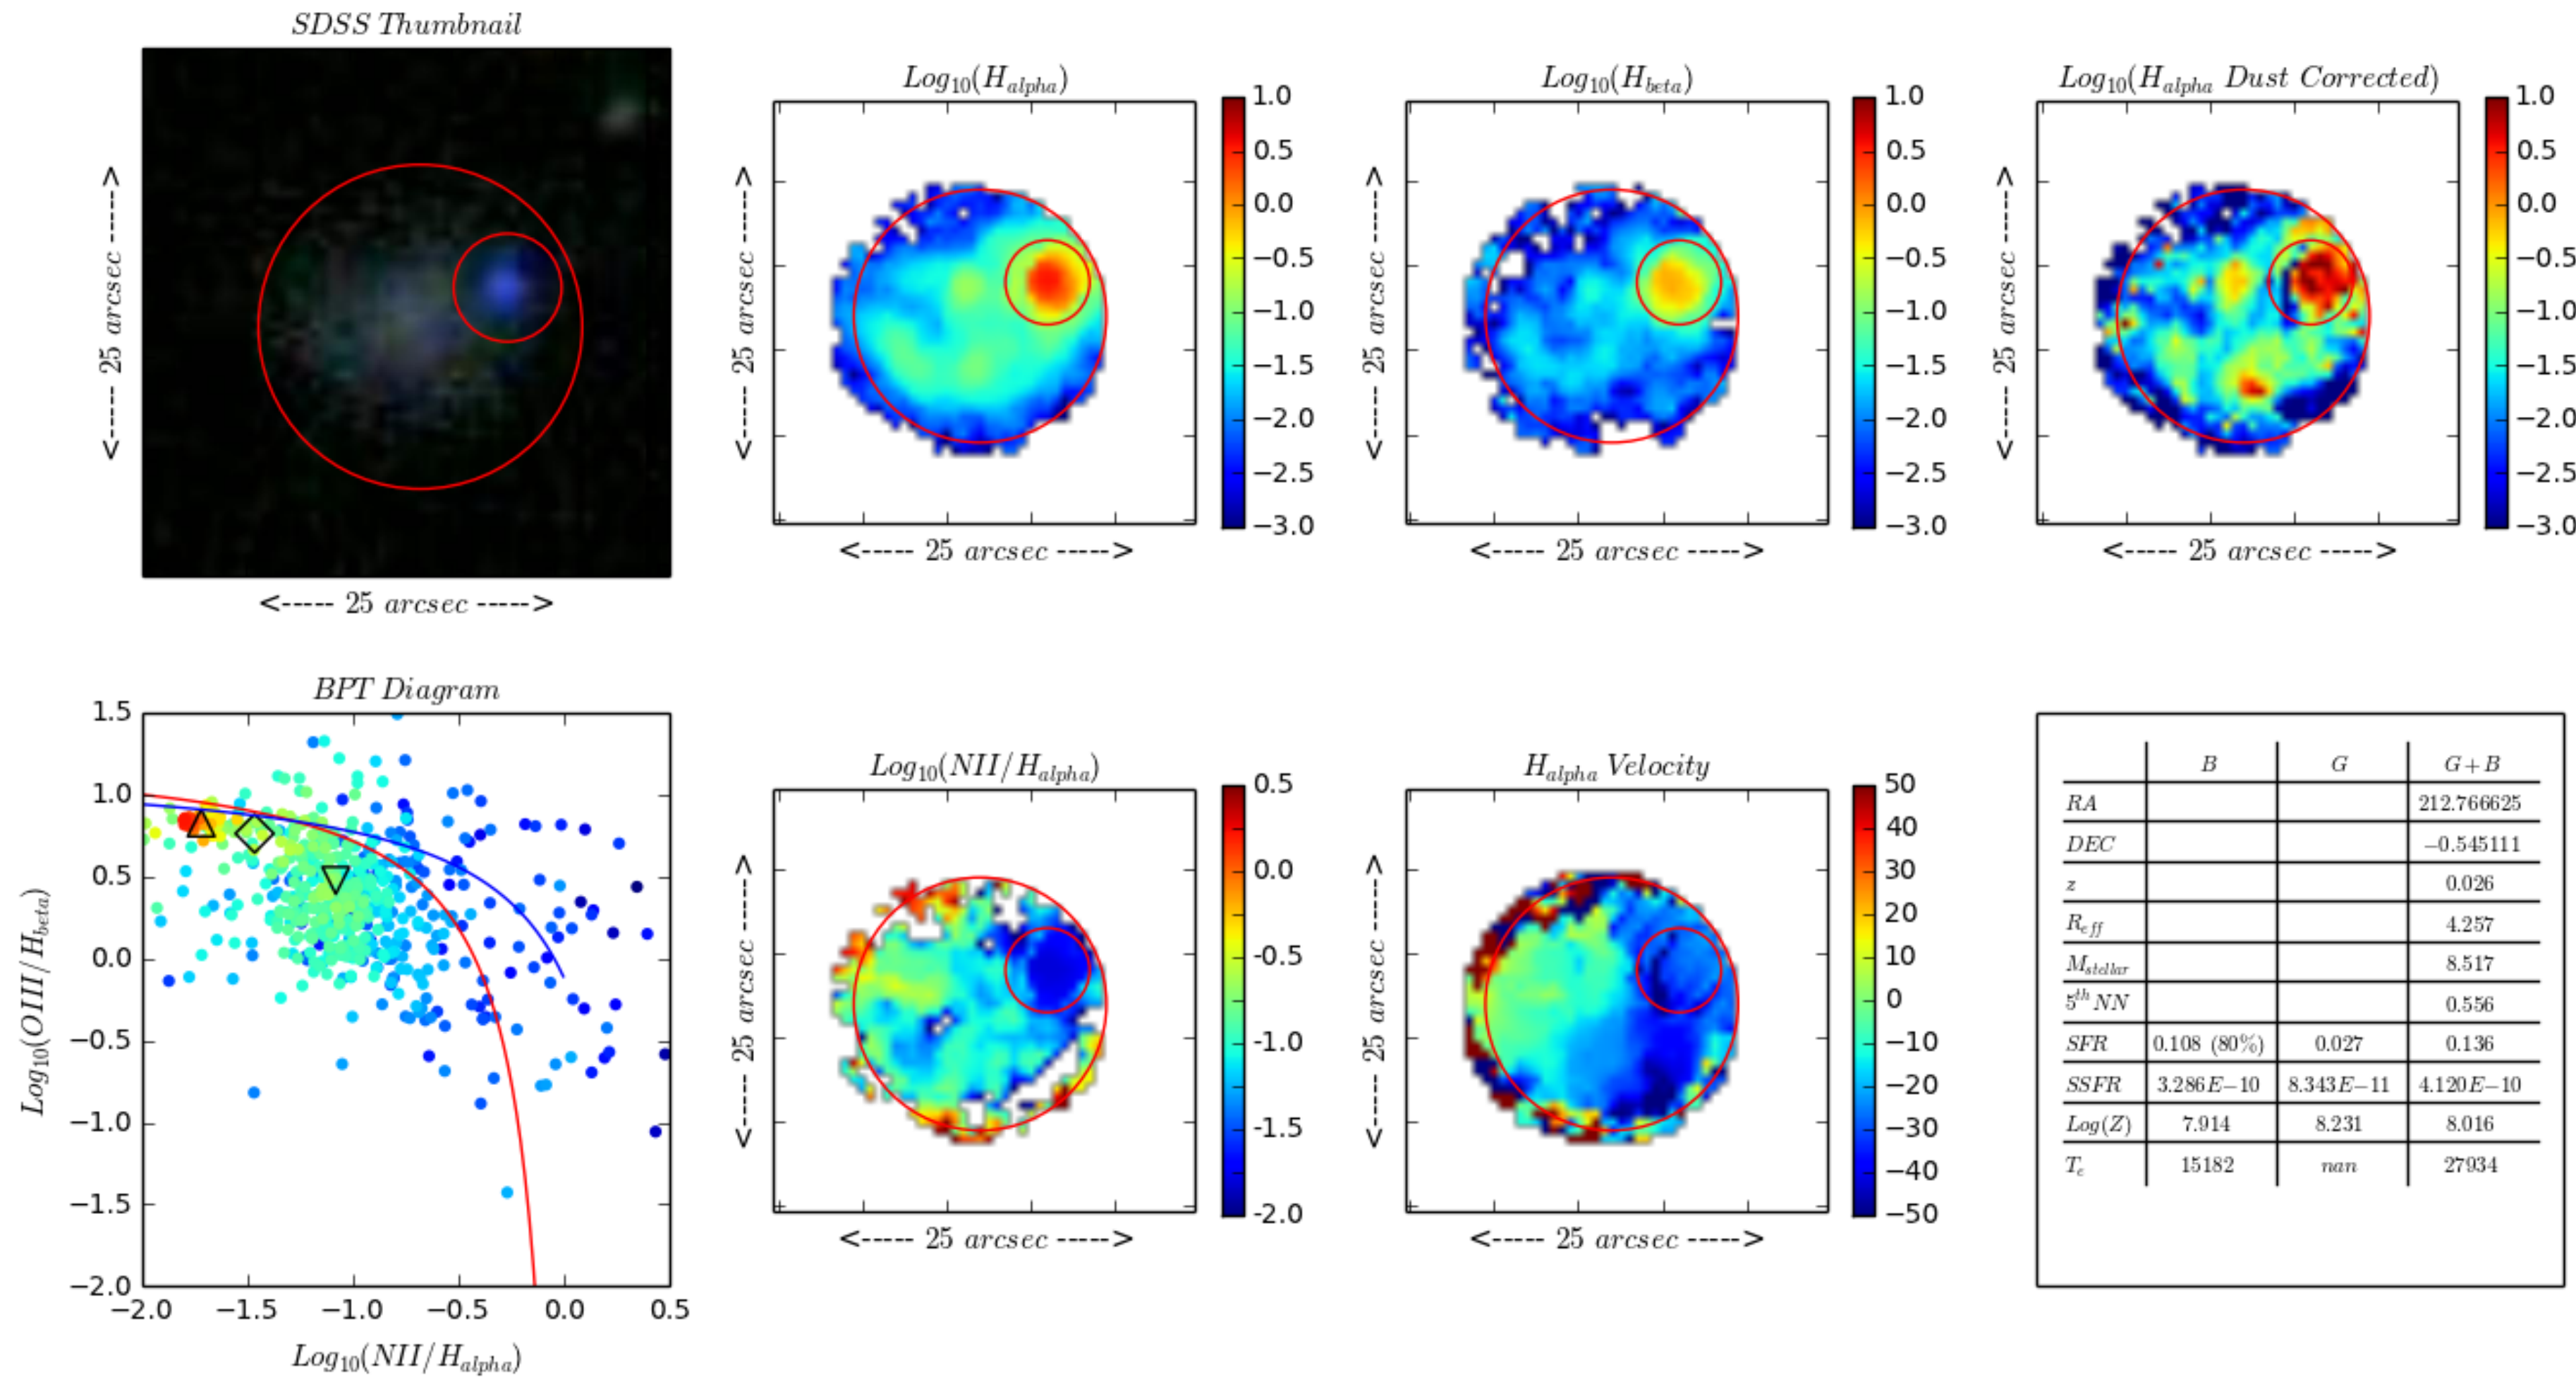 SDSS Thumbnail
<----- 25 arcsec ----->
<----- 25 arcsec ----->
Log10(Halpha)
1.0
0.5
0.0
−0.5
−1.0
−1.5
−2.0
−2.5
−3.0
<----- 25 arcsec ----->
<----- 25 arcsec ----->
Log10(Hbeta)
1.0
0.5
0.0
−0.5
−1.0
−1.5
−2.0
−2.5
−3.0
<----- 25 arcsec ----->
<----- 25 arcsec ----->
Log10(Halpha Dust Corrected)
1.0
0.5
0.0
−0.5
−1.0
−1.5
−2.0
−2.5
−3.0
<----- 25 arcsec ----->
<----- 25 arcsec ----->
BPT Diagram
1.5
1.0
0.5
0.0
−0.5
−1.0
−1.5
−2.0
−2.0 −1.5 −1.0 −0.5 0.0 0.5
Log10(OIII/Hbeta)
Log10(NII/Halpha)
Log10(NII/Halpha)
0.5
0.0
-0.5
-1.0
-1.5
-2.0
<----- 25 arcsec ----->
<----- 25 arcsec ----->
Halpha Velocity
50
40
30
20
10
0
−10
−20
−30
−40
−50
<----- 25 arcsec ----->
<----- 25 arcsec ----->
B G G+B
RA 212.766625
DEC −0.545111
z 0.026
Reff 4.257
Mstellar 8.517
5th NN 0.556
SFR 0.108 (80%) 0.027 0.136
SSFR 3.286E−10 8.343E−11 4.120E−10
Log(Z) 7.914 8.231 8.016
Te 15182 nan 27934